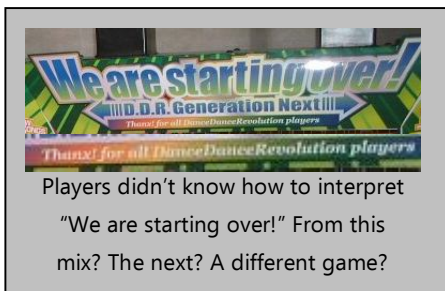 We are starting over!
D.D.R. Generation Next
Thanx! for all DanceDanceRevolution players
Thanx! for all DanceDanceRevolution players
Players didn't know how to interpret
"We are starting over!" From this
mix? The next? A different game?